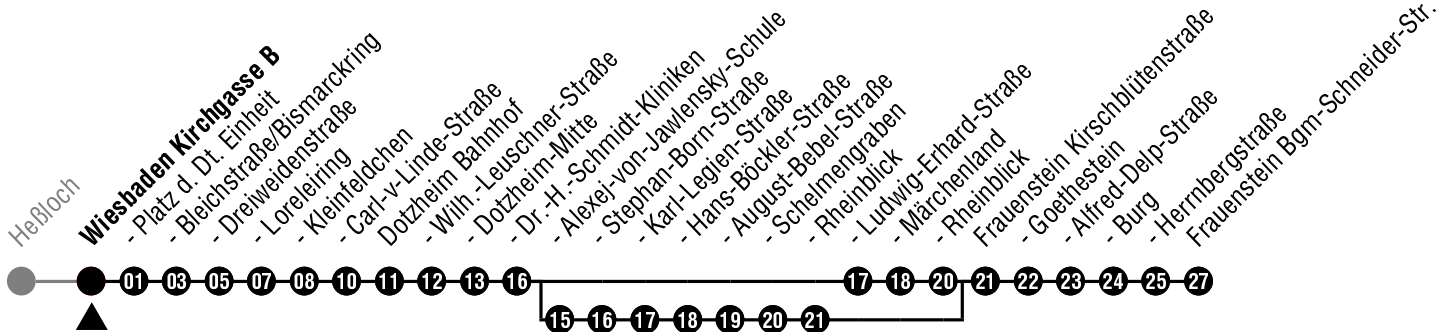 Heßloch
Wiesbaden Kirchgasse B
- Platz d. Dt. Einheit
- Bleichstraße/Bismarckring
- Dreiweidenstraße
- Loreleiring
- Kleinfeldchen
- Carl-v-Linde-Straße
Dotzheim Bahnhof
- Wilh.-Leuschner-Straße
- Dotzheim-Mitte
- Dr.-H.-Schmidt-Kliniken
- Alexej-von-Jawlensky-Schule
- Stephan-Born-Straße
- Karl-Legien-Straße
- Hans-Böckler-Straße
- August-Bebel-Straße
- Schelmengraben
- Rheinblick
- Ludwig-Erhard-Straße
- Märchenland
- Rheinblick
Frauenstein Kirschblütenstraße
- Goethestein
- Alfred-Delp-Straße
- Burg
- Herrnbergstraße
Frauenstein Bgm-Schneider-Str.
01 03 05 07 08 10 11 12 13 16 17 18 20 21 22 23 24 25 27
15 16 17 18 19 20 21